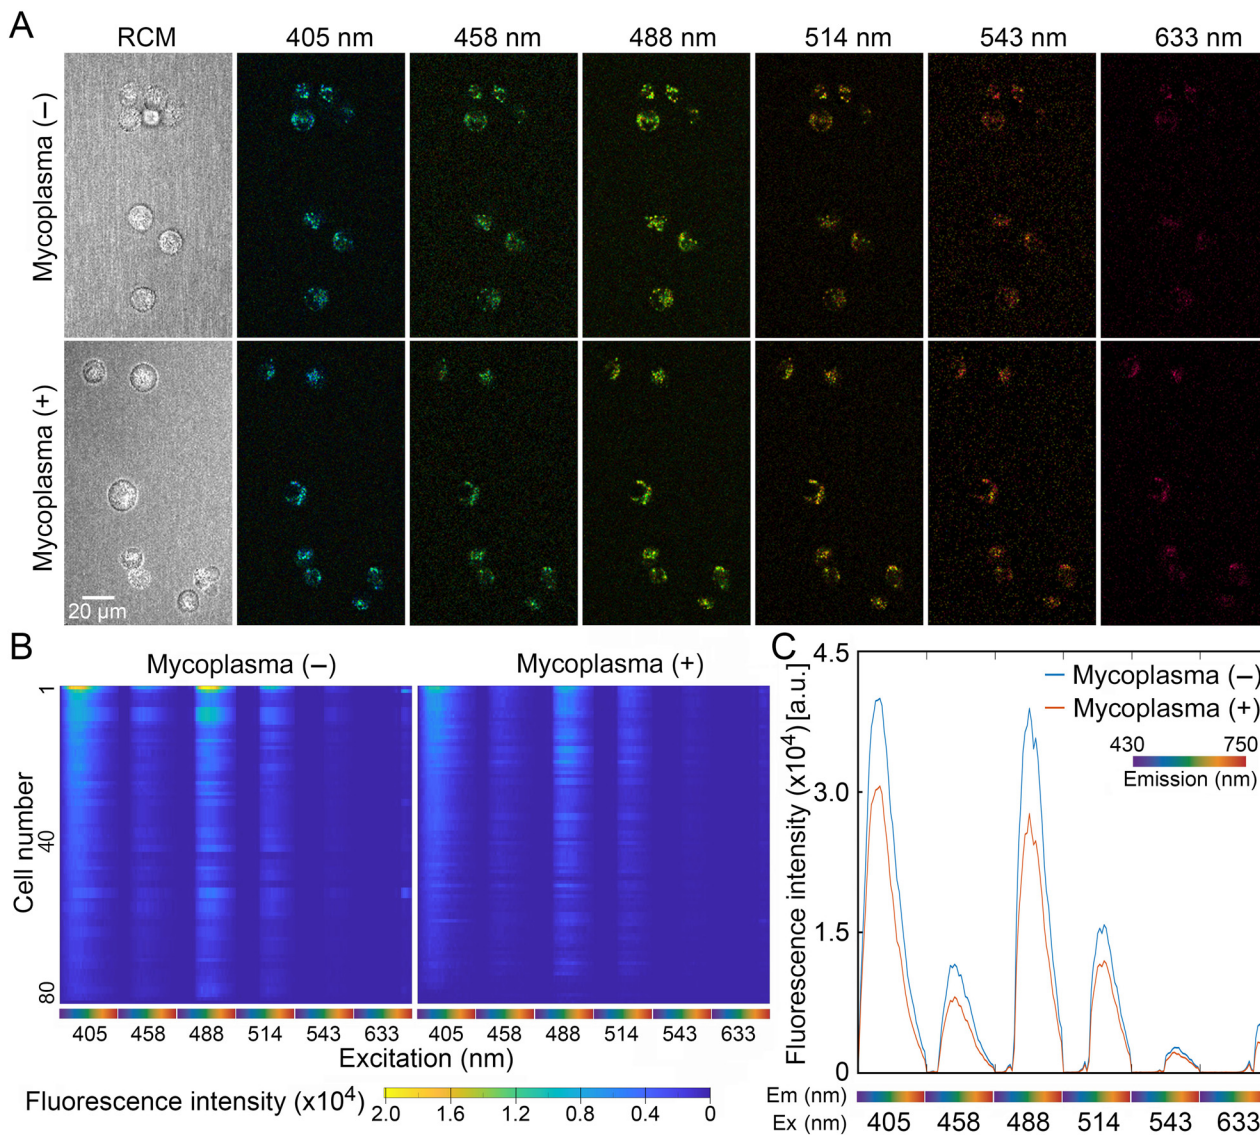 A
RCM 405 nm 458 nm 488 nm 514 nm 543 nm 633 nm
Mycoplasma (–)
Mycoplasma (+)
20 µm
B
Mycoplasma (–) Mycoplasma (+)
Cell number
1
40
80
405 458 488 514 543 633 405 458 488 514 543 633
Excitation (nm)
Fluorescence intensity (x10⁴)
2.0 1.6 1.2 0.8 0.4 0
C
Fluorescence intensity (x10⁴) [a.u.]
4.5
3.0
1.5
0
Mycoplasma (–)
Mycoplasma (+)
430 750
Emission (nm)
Em (nm)
Ex (nm) 405 458 488 514 543 633